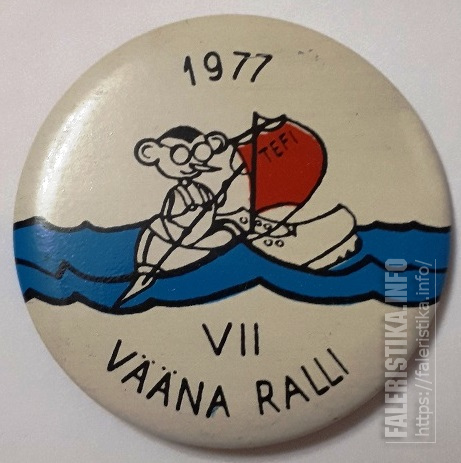 1977
TEFI
VII
VÄÄNA RALLI
FALERISTIKA.INFO
https://faleristika.info/